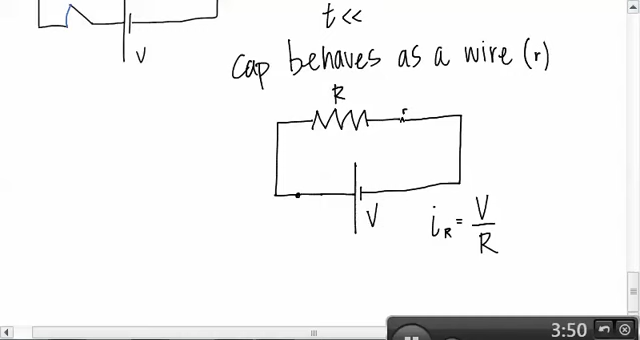 t <<
V
cap behaves as a wire (r)
R
r
V
i_R = V/R
3:50